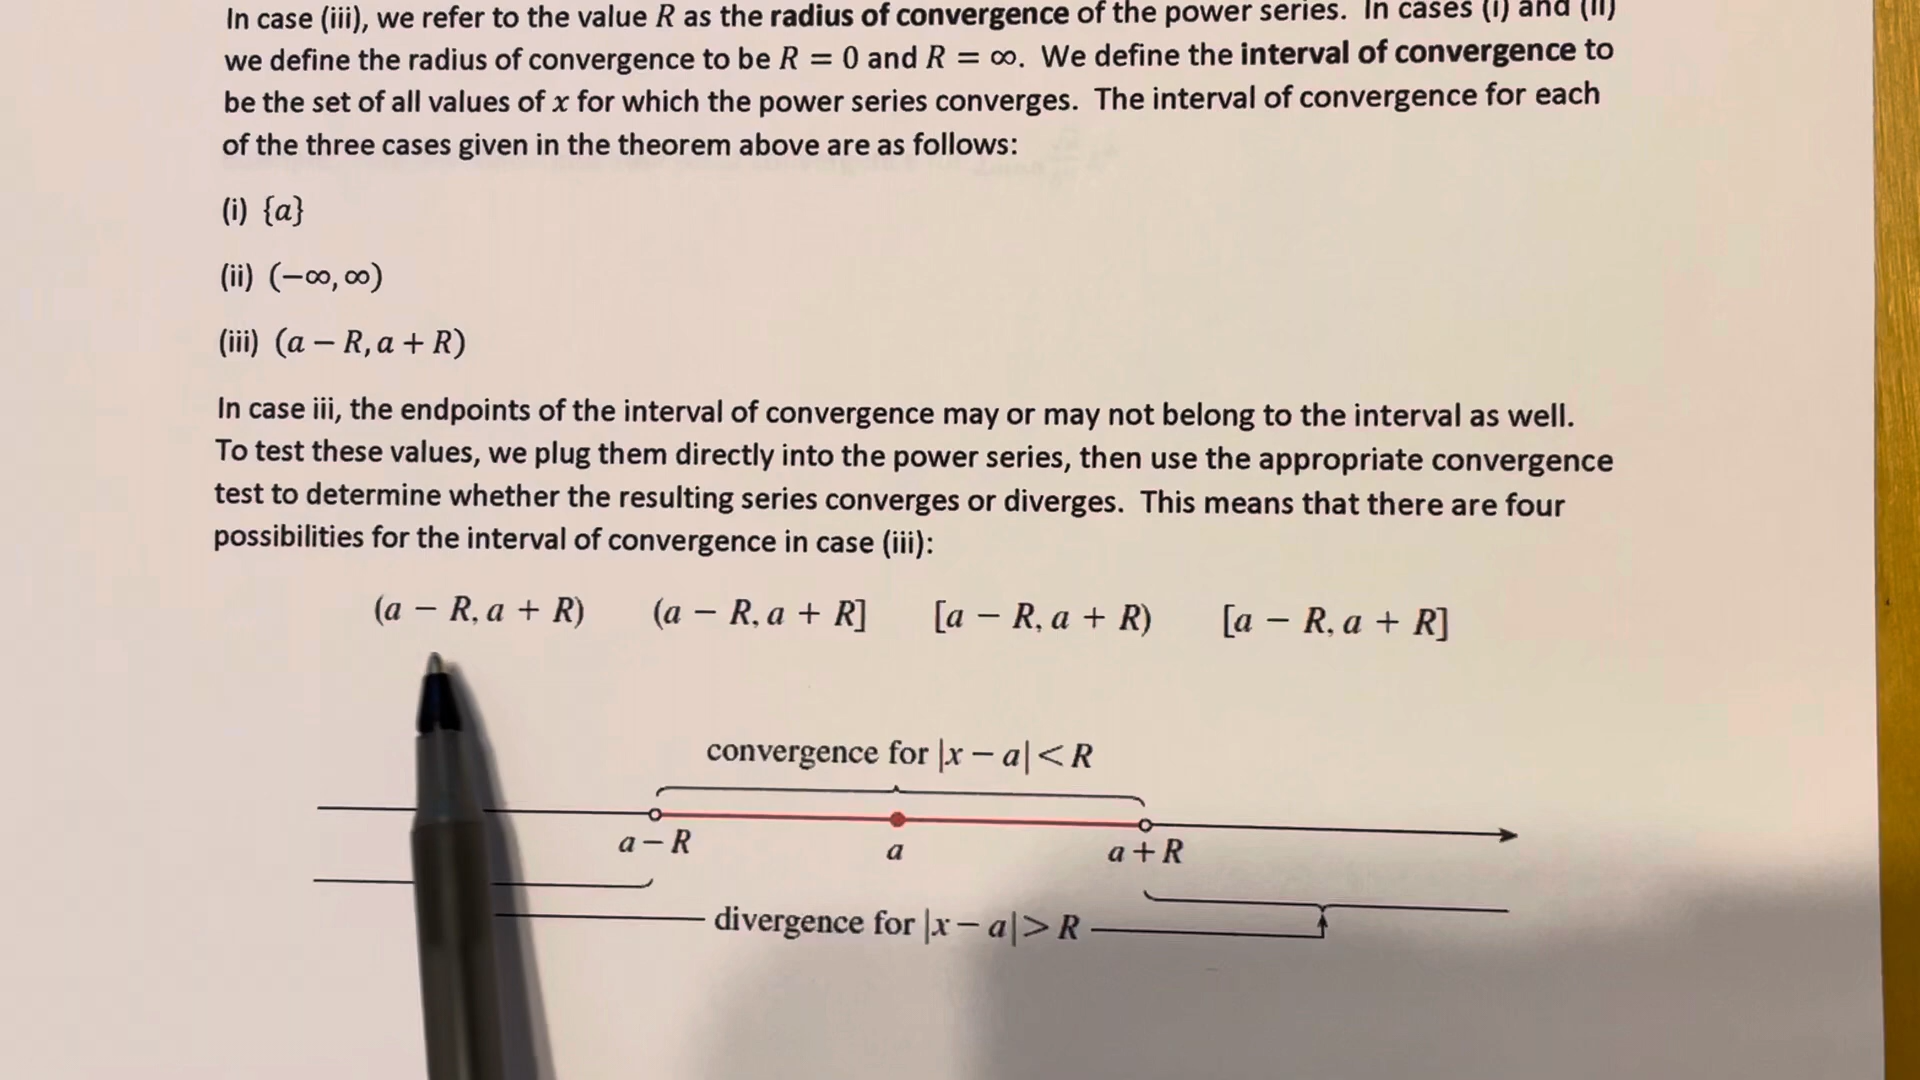 In case (iii), we refer to the value R as the radius of convergence of the power series. In cases (i) and (ii)
we define the radius of convergence to be R = 0 and R = ∞. We define the interval of convergence to
be the set of all values of x for which the power series converges. The interval of convergence for each
of the three cases given in the theorem above are as follows:
(i) {a}
(ii) (−∞, ∞)
(iii) (a − R, a + R)
In case iii, the endpoints of the interval of convergence may or may not belong to the interval as well.
To test these values, we plug them directly into the power series, then use the appropriate convergence
test to determine whether the resulting series converges or diverges. This means that there are four
possibilities for the interval of convergence in case (iii):
(a − R, a + R) (a − R, a + R] [a − R, a + R) [a − R, a + R]
convergence for |x − a| < R
a − R a a + R
divergence for |x − a| > R